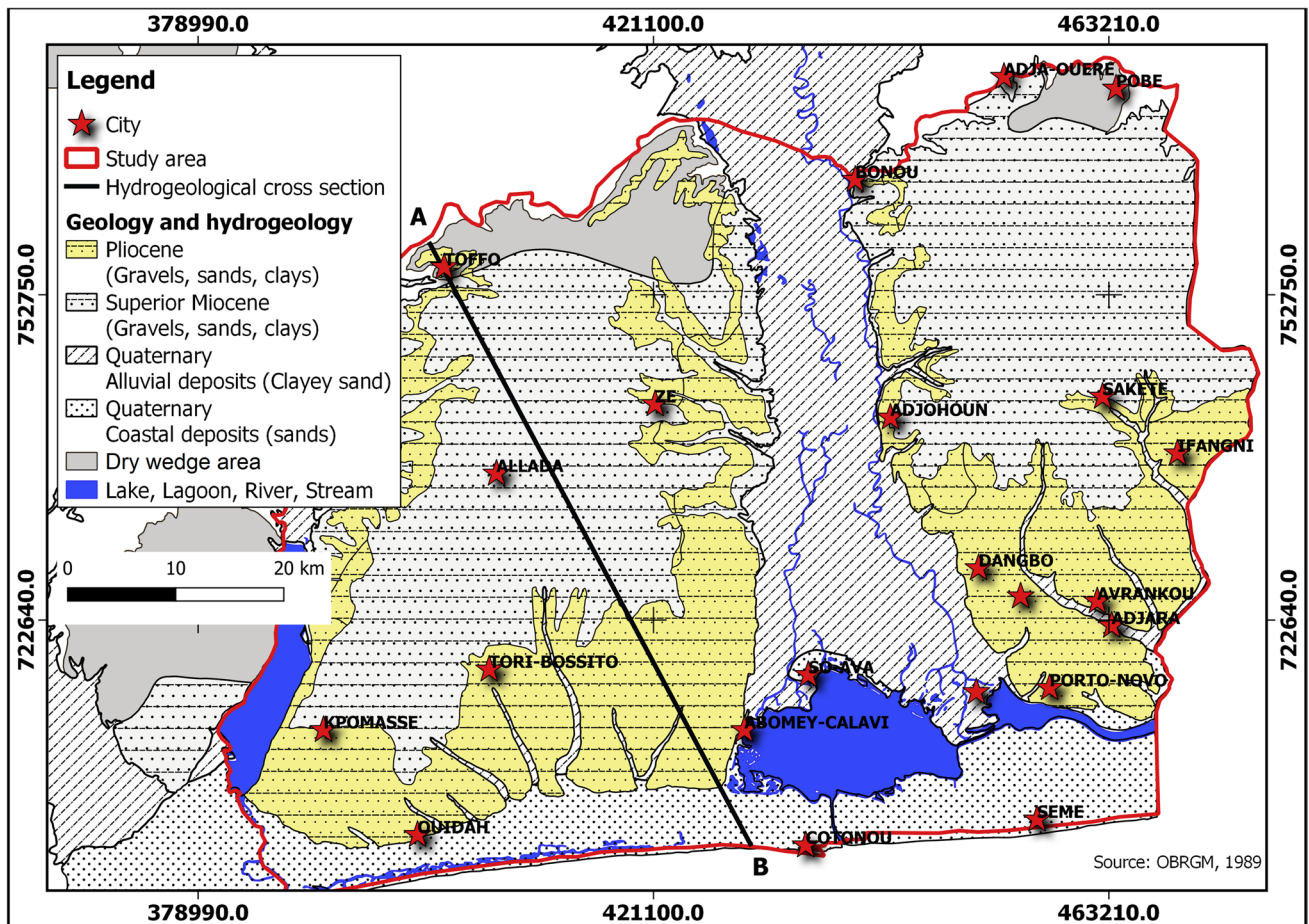 378990.0 421100.0 463210.0
Legend
City
Study area
Hydrogeological cross section
Geology and hydrogeology
Pliocene
(Gravels, sands, clays)
Superior Miocene
(Gravels, sands, clays)
Quaternary
Alluvial deposits (Clayey sand)
Quaternary
Coastal deposits (sands)
Dry wedge area
Lake, Lagoon, River, Stream
0 10 20 km
752750.0
722640.0
752750.0
722640.0
ADJA-OUERE
POBE
BONOU
A
TOFFO
ZE
ADJOHOUN
SAKETE
IFANGNI
ALLADA
DANGBO
AVRANKOU
ADJARA
TORI-BOSSITO
SO-AVA
PORTO-NOVO
KPOMASSE
ABOMEY-CALAVI
OUIDAH
COTONOU
SEME
B
Source: OBRGM, 1989
378990.0 421100.0 463210.0